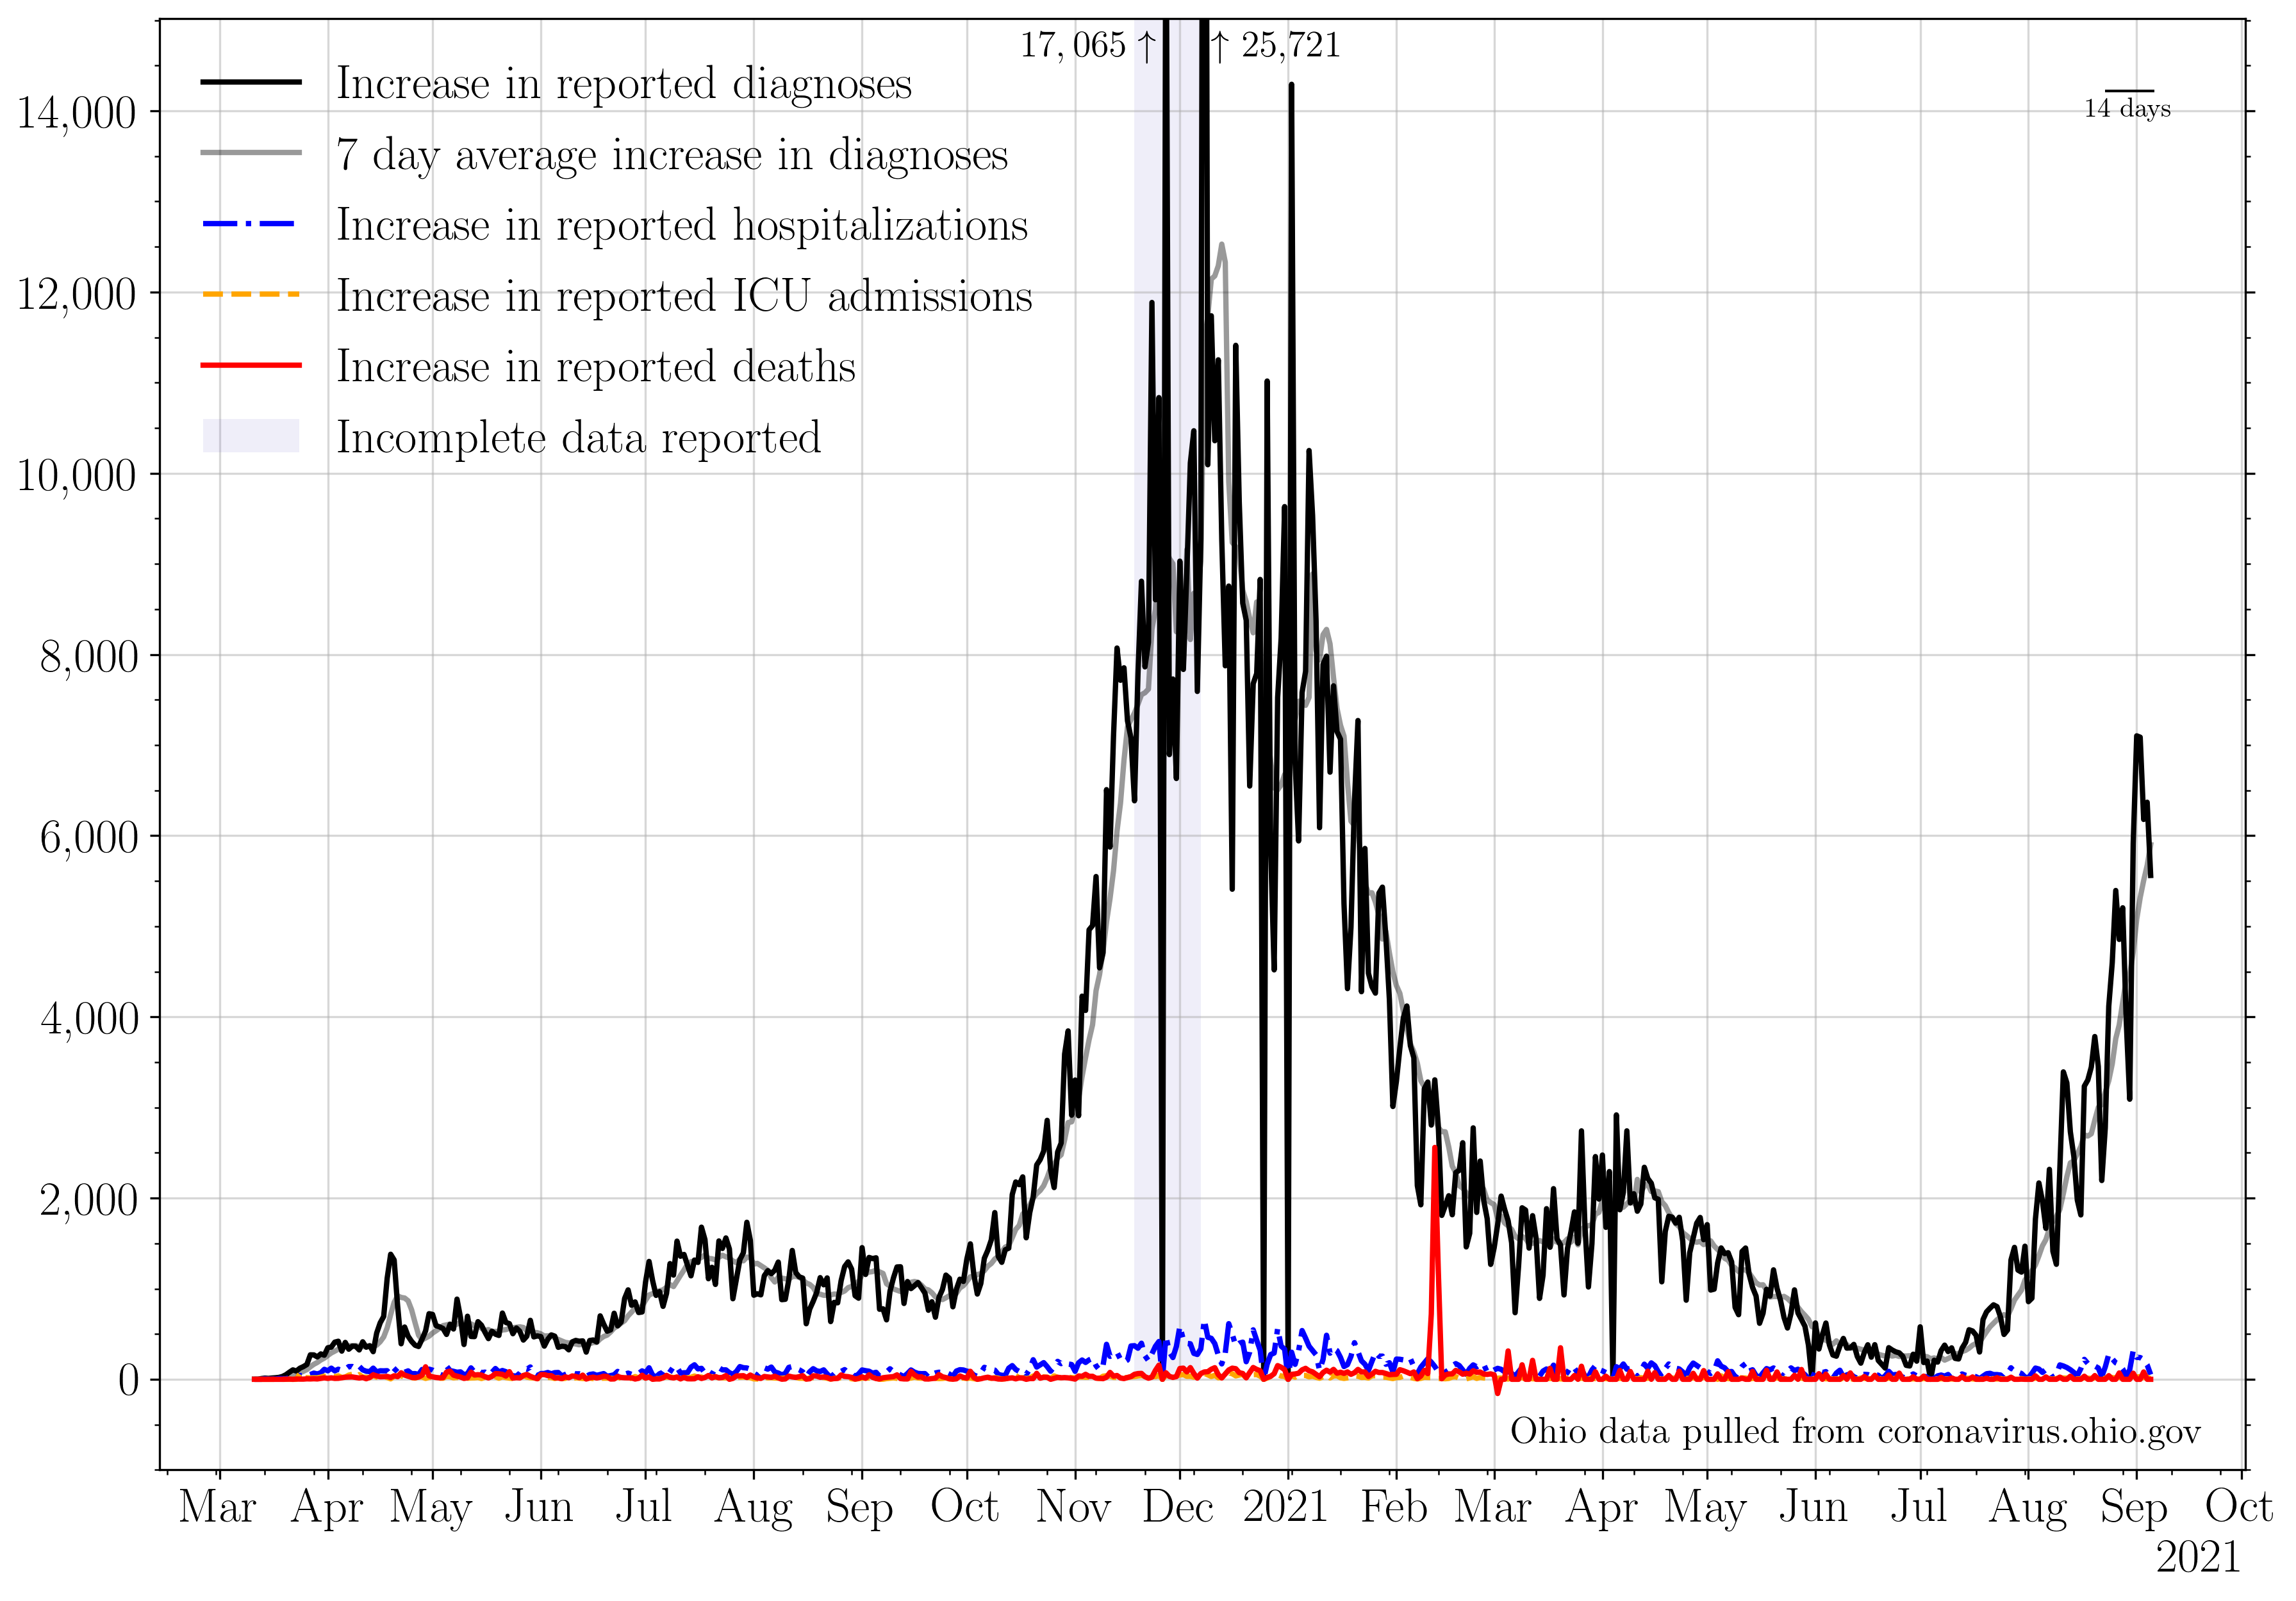 17,065 ↑ ↑ 25,721
Increase in reported diagnoses
7 day average increase in diagnoses
Increase in reported hospitalizations
Increase in reported ICU admissions
Increase in reported deaths
Incomplete data reported
14 days
14,000
12,000
10,000
8,000
6,000
4,000
2,000
0
Ohio data pulled from coronavirus.ohio.gov
Mar Apr May Jun Jul Aug Sep Oct Nov Dec 2021 Feb Mar Apr May Jun Jul Aug Sep Oct
2021